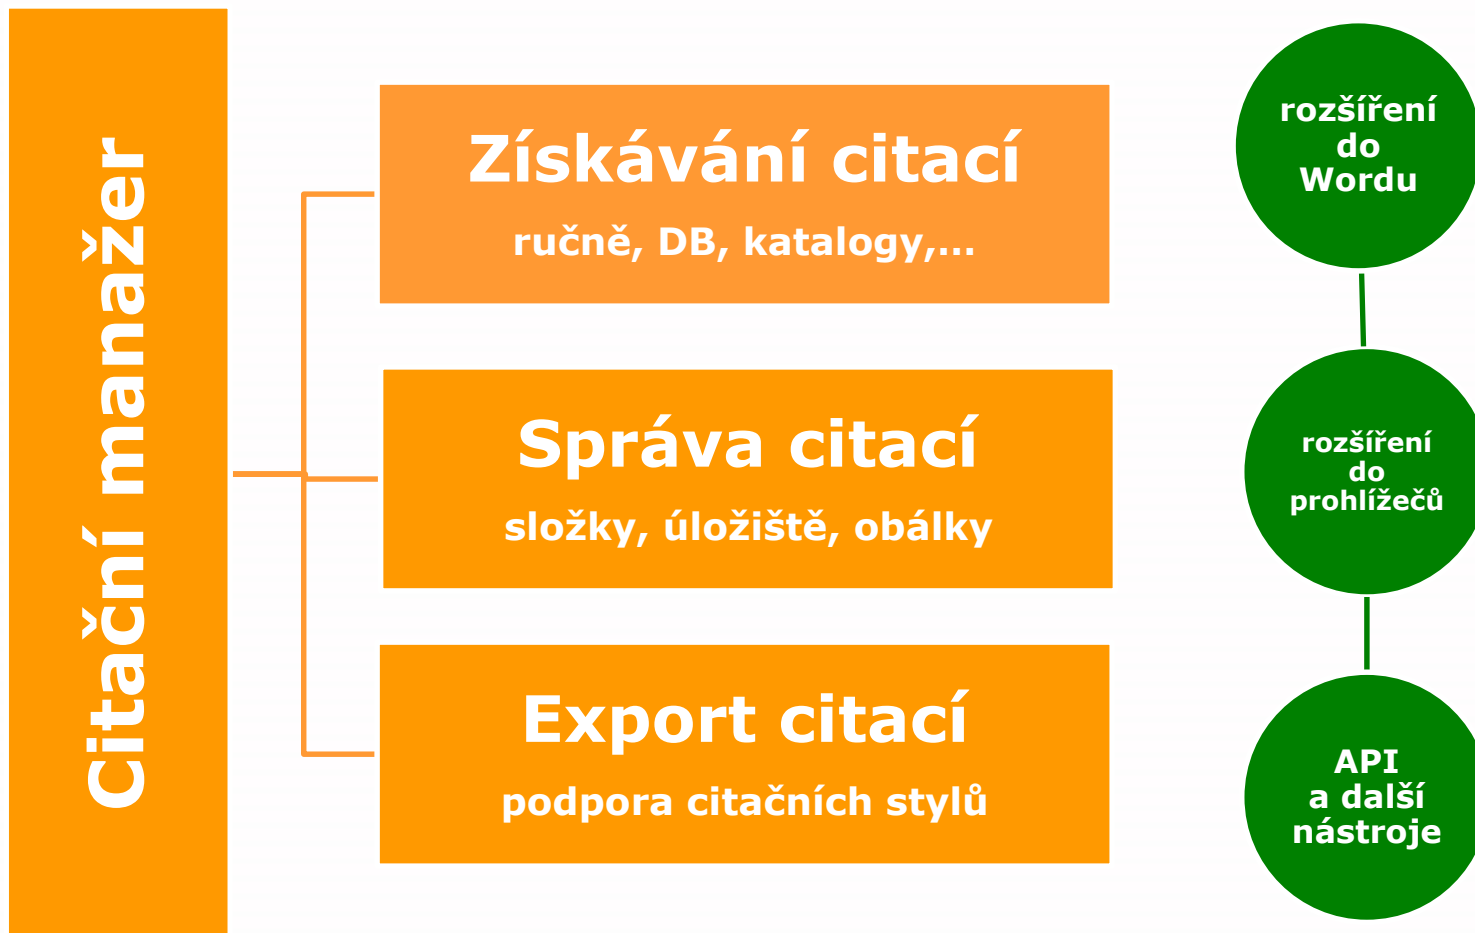 Citační manažer
Získávání citací
ručně, DB, katalogy,...
Správa citací
složky, úložiště, obálky
Export citací
podpora citačních stylů
rozšíření
do
Wordu
rozšíření
do
prohlížečů
API
a další
nástroje